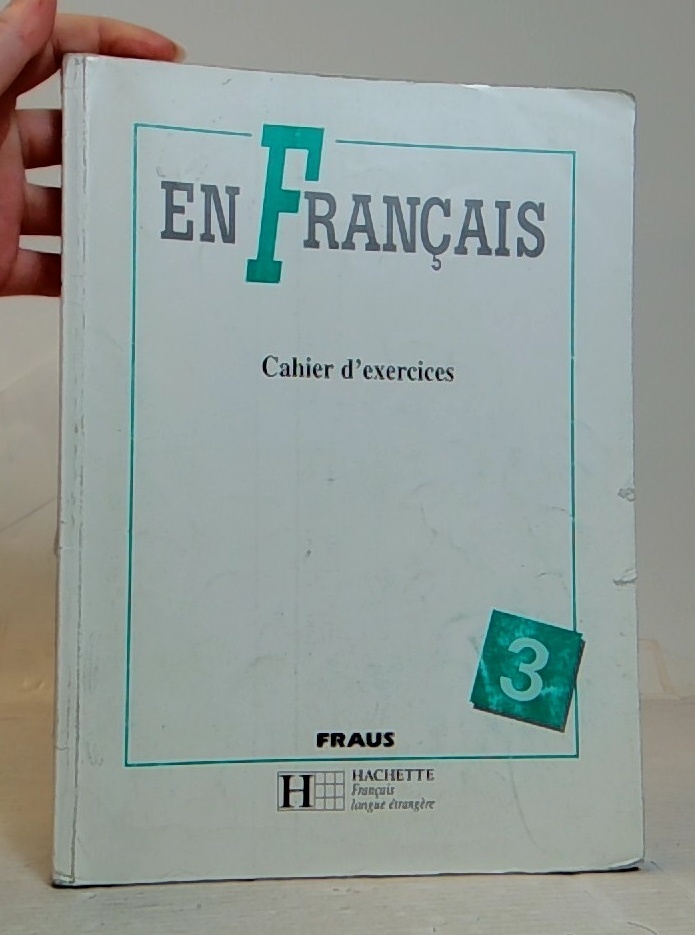 EN FRANÇAIS
Cahier d'exercices
3
FRAUS
H HACHETTE
Français
langue étrangère